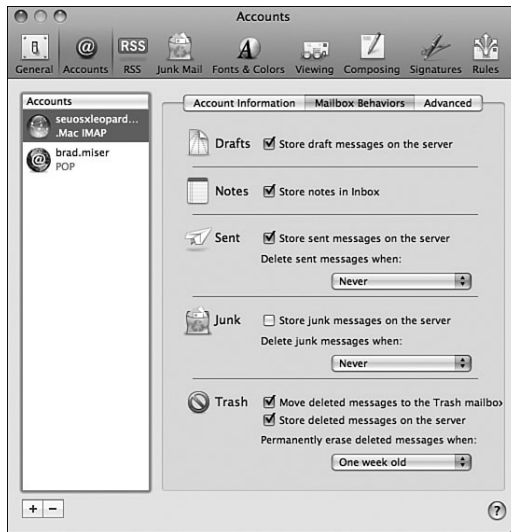 Accounts
General Accounts RSS Junk Mail Fonts & Colors Viewing Composing Signatures Rules
RSS
Accounts
seuosxleopard...
.Mac IMAP
brad.miser
POP
Account Information Mailbox Behaviors Advanced
Drafts Store draft messages on the server
Notes Store notes in Inbox
Sent Store sent messages on the server
Delete sent messages when:
Never
Junk Store junk messages on the server
Delete junk messages when:
Never
Trash Move deleted messages to the Trash mailbox
Store deleted messages on the server
Permanently erase deleted messages when:
One week old
+ − ?